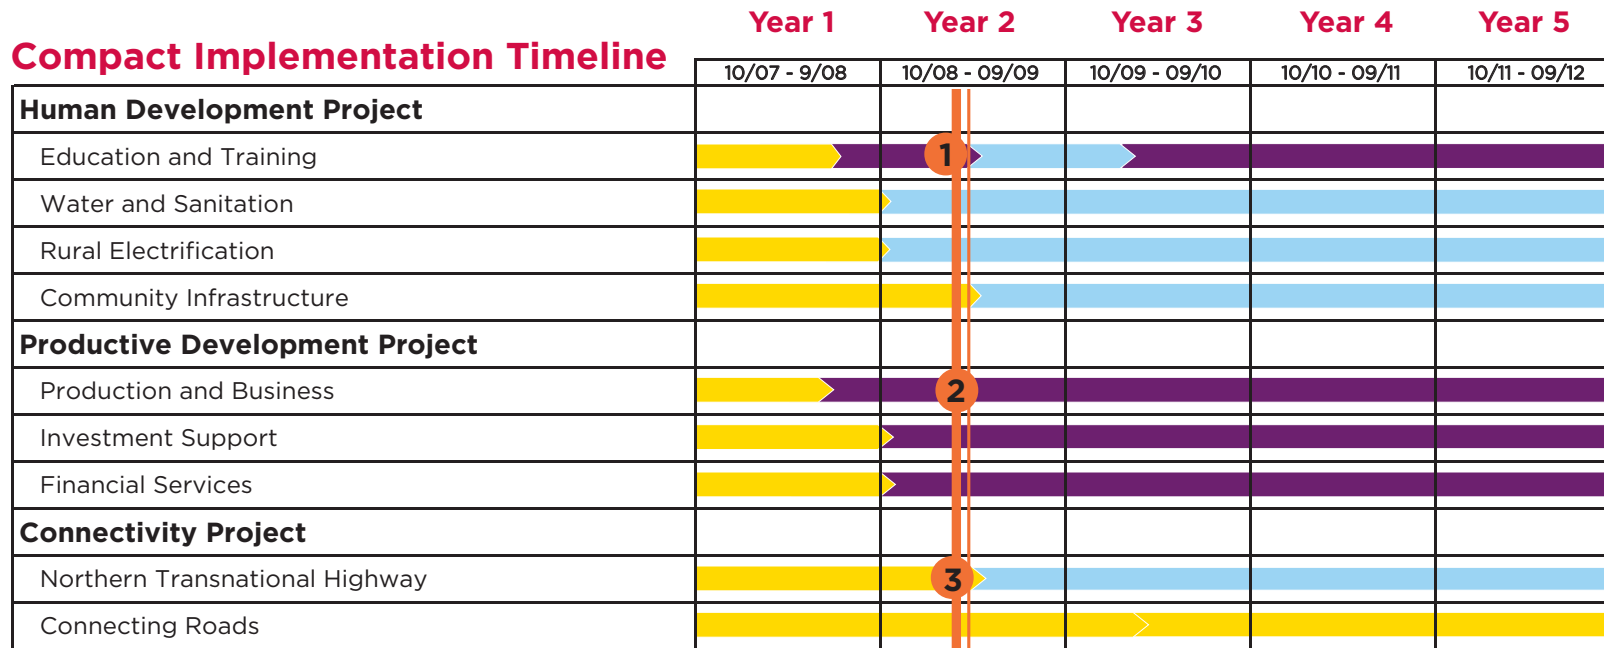 Year 1 Year 2 Year 3 Year 4 Year 5
Compact Implementation Timeline
10/07 - 9/08 10/08 - 09/09 10/09 - 09/10 10/10 - 09/11 10/11 - 09/12
Human Development Project
Education and Training 1
Water and Sanitation
Rural Electrification
Community Infrastructure
Productive Development Project
Production and Business 2
Investment Support
Financial Services
Connectivity Project
Northern Transnational Highway 3
Connecting Roads